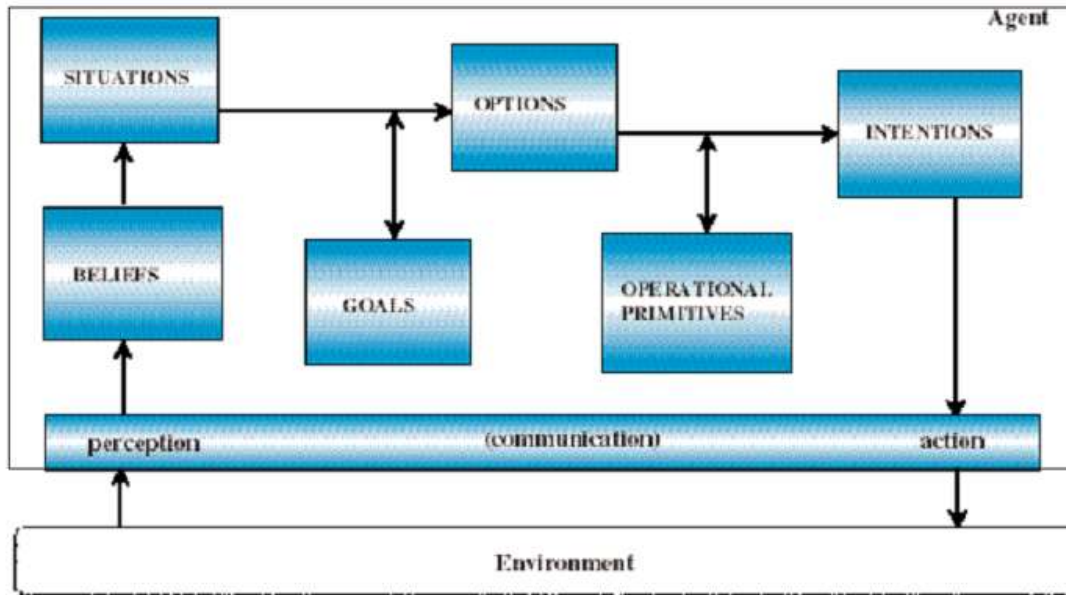 Agent
SITUATIONS
OPTIONS
INTENTIONS
BELIEFS
GOALS
OPERATIONAL
PRIMITIVES
perception
(communication)
action
Environment